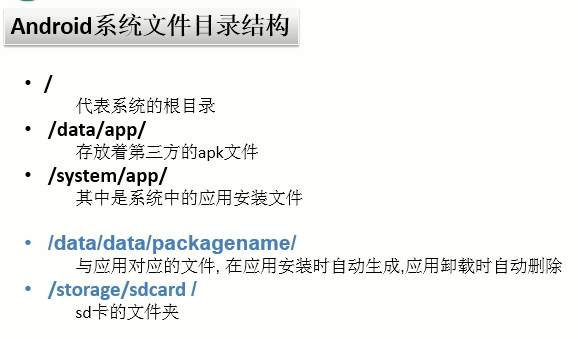 Android系统文件目录结构
• /
代表系统的根目录
• /data/app/
存放着第三方的apk文件
• /system/app/
其中是系统中的应用安装文件
• /data/data/packagename/
与应用对应的文件, 在应用安装时自动生成,应用卸载时自动删除
• /storage/sdcard /
sd卡的文件夹